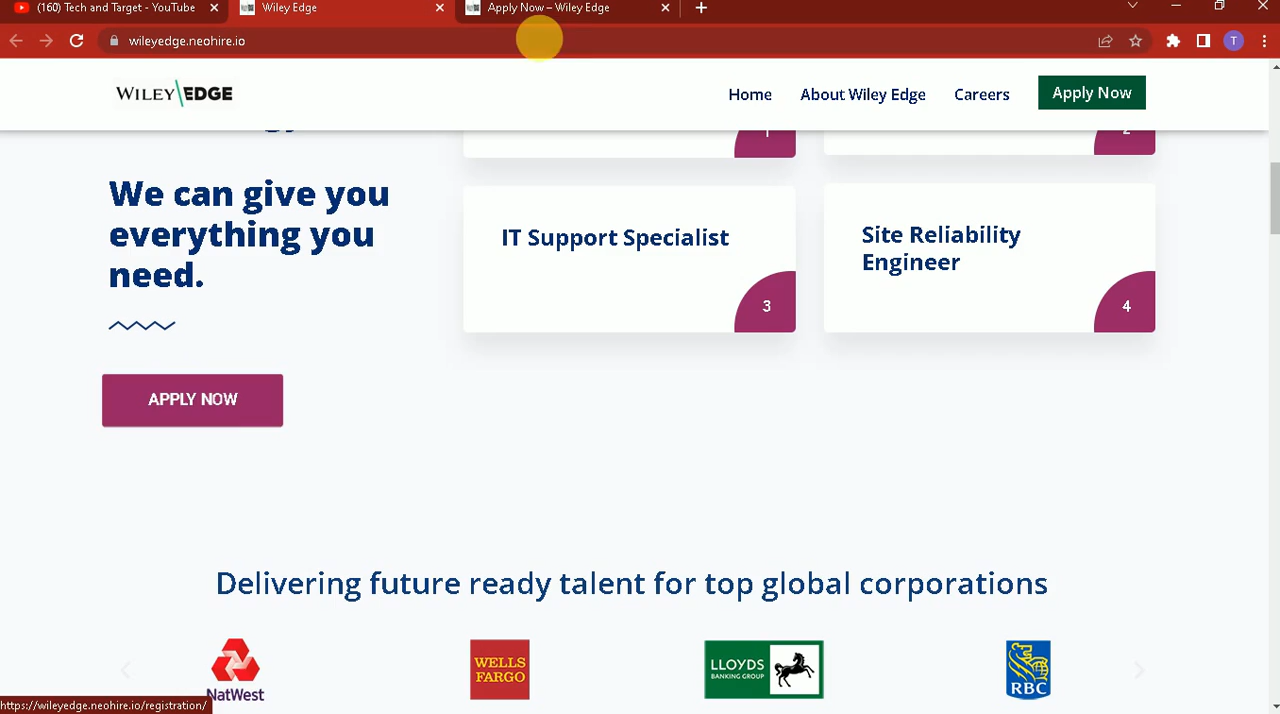 (160) Tech and Target - YouTube
Wiley Edge
Apply Now – Wiley Edge
wileyedge.neohire.io
T
WILEY EDGE
Home
About Wiley Edge
Careers
Apply Now
1
2
We can give you
everything you
need.
IT Support Specialist
3
Site Reliability
Engineer
4
APPLY NOW
Delivering future ready talent for top global corporations
NatWest
WELLS
FARGO
LLOYDS
BANKING GROUP
RBC
https://wileyedge.neohire.io/registration/